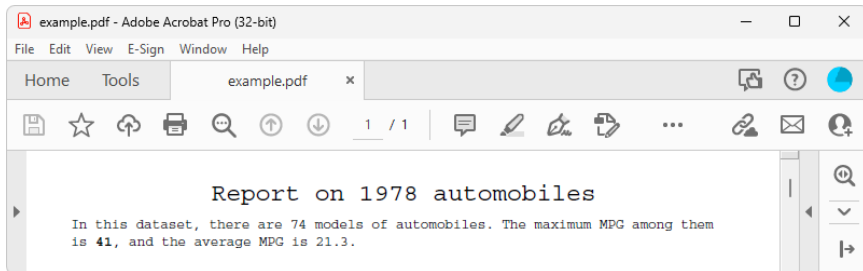 example.pdf - Adobe Acrobat Pro (32-bit)
File Edit View E-Sign Window Help
Home Tools example.pdf ×
1 / 1
Report on 1978 automobiles
In this dataset, there are 74 models of automobiles. The maximum MPG among them
is 41, and the average MPG is 21.3.